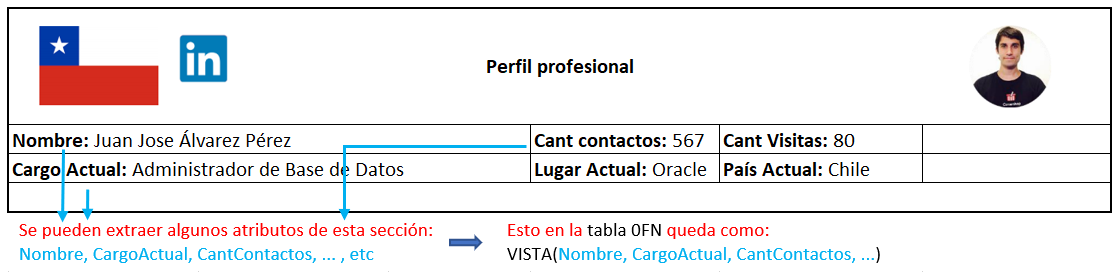 in
Perfil profesional
Nombre: Juan Jose Álvarez Pérez
Cant contactos: 567
Cant Visitas: 80
Cargo Actual: Administrador de Base de Datos
Lugar Actual: Oracle
País Actual: Chile
Se pueden extraer algunos atributos de esta sección:
Nombre, CargoActual, CantContactos, ... , etc
Esto en la tabla 0FN queda como:
VISTA(Nombre, CargoActual, CantContactos, ...)